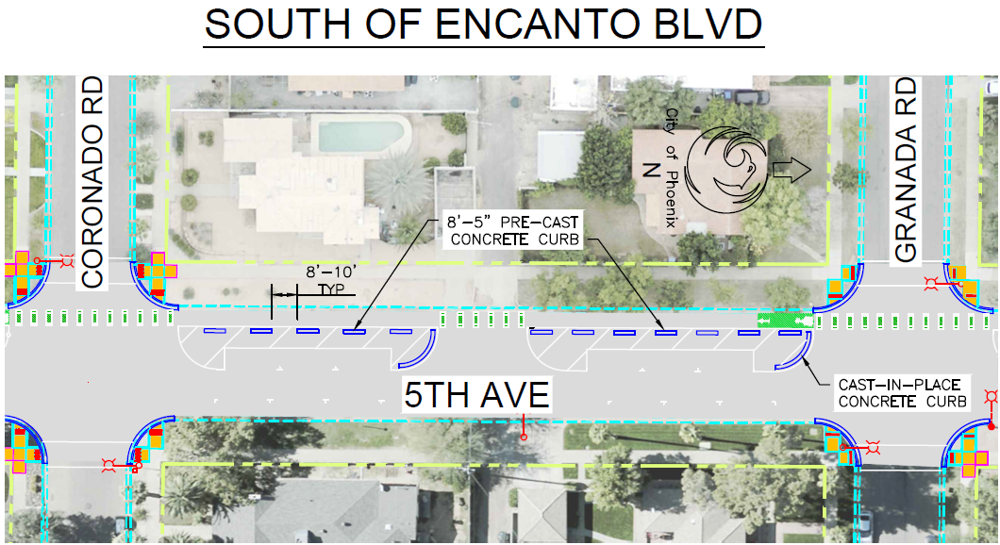 SOUTH OF ENCANTO BLVD
CORONADO RD
GRANADA RD
City of Phoenix
N
8'-5" PRE-CAST
CONCRETE CURB
8'-10'
TYP
5TH AVE
CAST-IN-PLACE
CONCRETE CURB